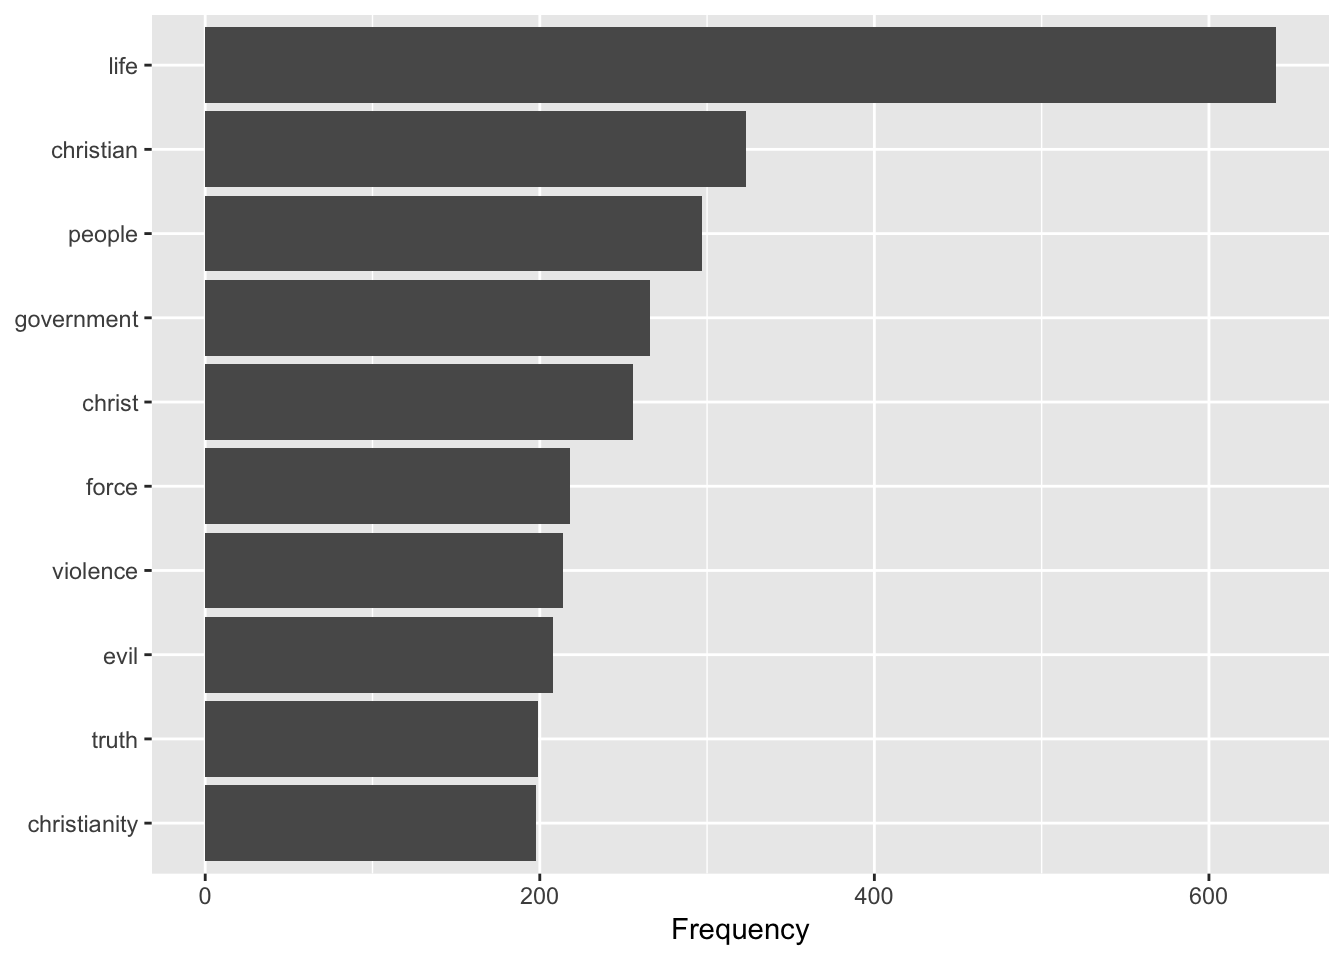 life
christian
people
government
christ
force
violence
evil
truth
christianity
0 200 400 600
Frequency